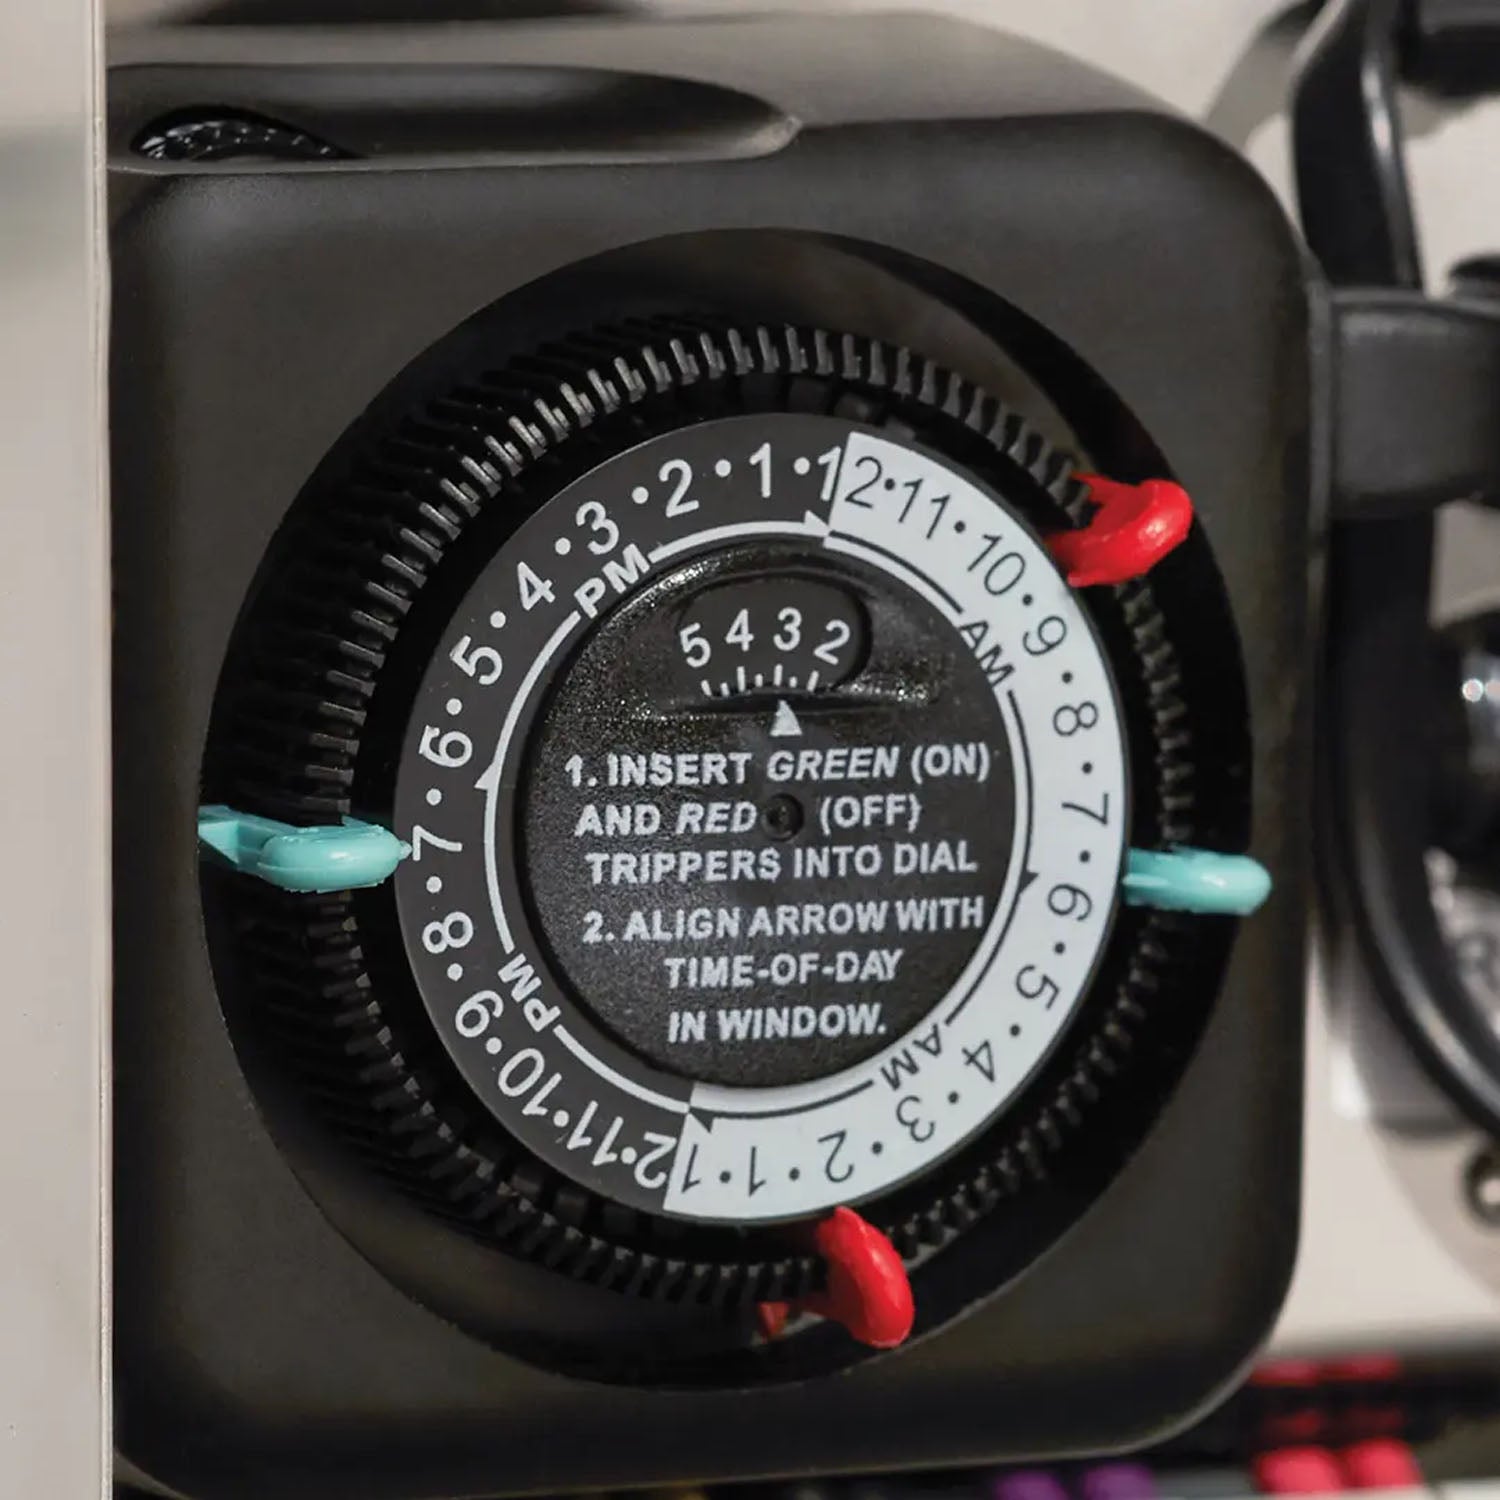 12 • 11 • 10 • 9 • 8 • 7 • 6 • 5 • 4 • 3 • 2 • 1 • 12 • 11 • 10 • 9 • 8 • 7 • 6 • 5 • 4 • 3 • 2 • 1 •
AM
AM
PM
PM
5 4 3 2
1. INSERT GREEN (ON)
AND RED (OFF)
TRIPPERS INTO DIAL
2. ALIGN ARROW WITH
TIME-OF-DAY
IN WINDOW.